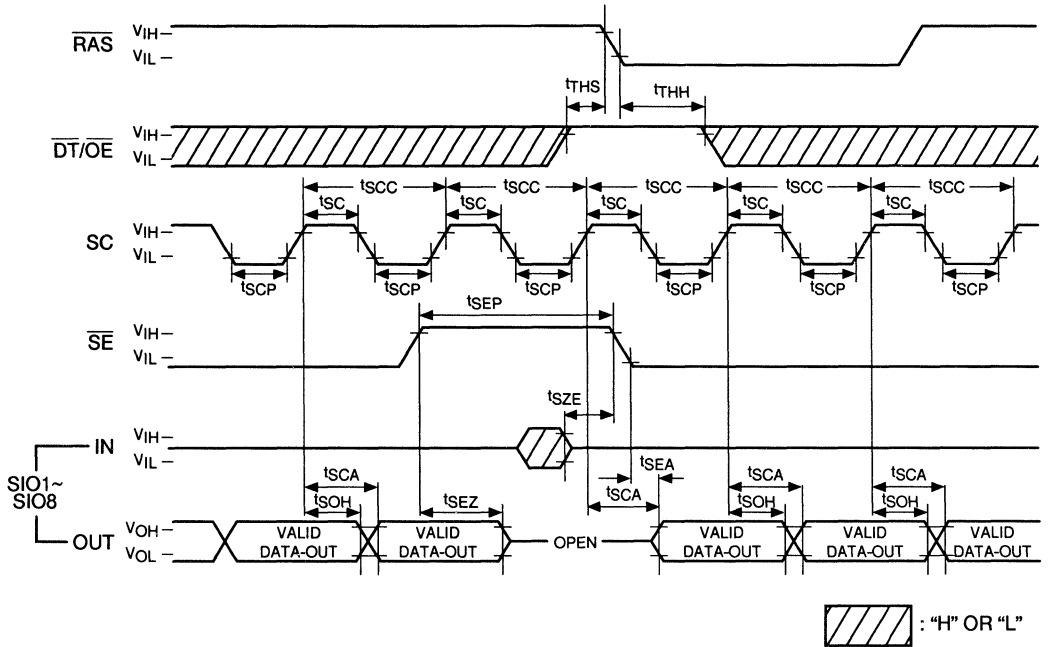 RAS VIH
VIL
tTHS tTHH
DT/OE VIH
VIL
tSCC tSCC tSCC tSCC tSCC
tSC tSC tSC tSC tSC
SC VIH
VIL
tSCP tSCP tSCP tSCP tSCP tSCP
tSEP
SE VIH
VIL
tSZE
IN VIH
VIL
tSEA
SIO1~
SIO8
tSCA tSCA tSCA tSCA
tSOH tSEZ tSOH tSOH
OUT VOH
VOL
VALID
DATA-OUT
VALID
DATA-OUT
OPEN
VALID
DATA-OUT
VALID
DATA-OUT
VALID
DATA-OUT
: "H" OR "L"